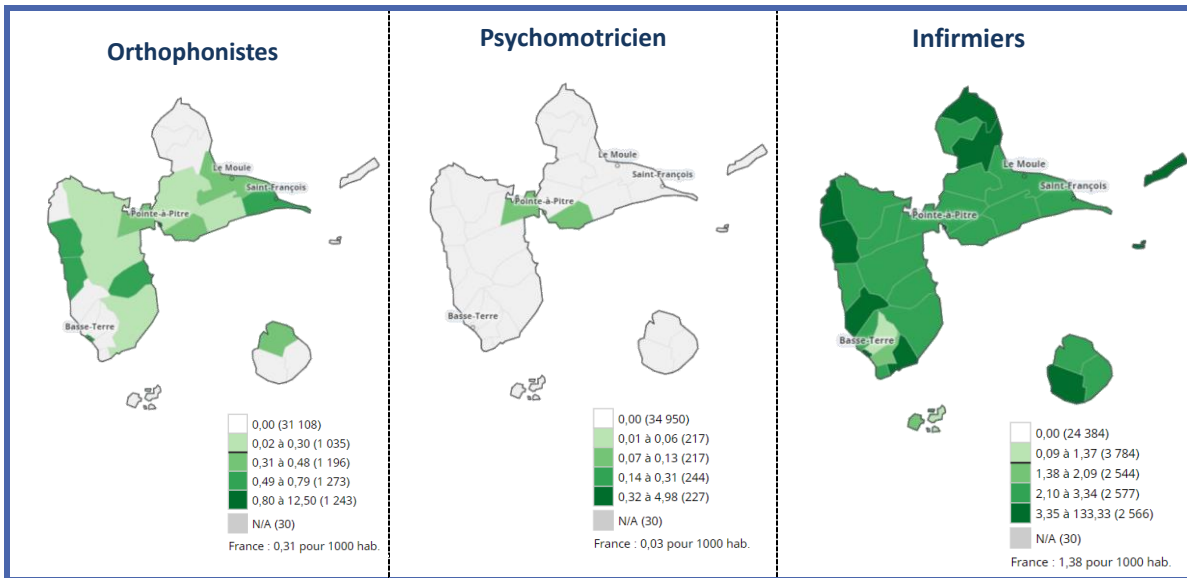 Orthophonistes
Le Moule
Saint-François
Pointe-à-Pitre
Basse-Terre
0,00 (31 108)
0,02 à 0,30 (1 035)
0,31 à 0,48 (1 196)
0,49 à 0,79 (1 273)
0,80 à 12,50 (1 243)
N/A (30)
France : 0,31 pour 1000 hab.
Psychomotricien
Le Moule
Saint-François
Pointe-à-Pitre
Basse-Terre
0,00 (34 950)
0,01 à 0,06 (217)
0,07 à 0,13 (217)
0,14 à 0,31 (244)
0,32 à 4,98 (227)
N/A (30)
France : 0,03 pour 1000 hab.
Infirmiers
Le Moule
Saint-François
Pointe-à-Pitre
Basse-Terre
0,00 (24 384)
0,09 à 1,37 (3 784)
1,38 à 2,09 (2 544)
2,10 à 3,34 (2 577)
3,35 à 133,33 (2 566)
N/A (30)
France : 1,38 pour 1000 hab.